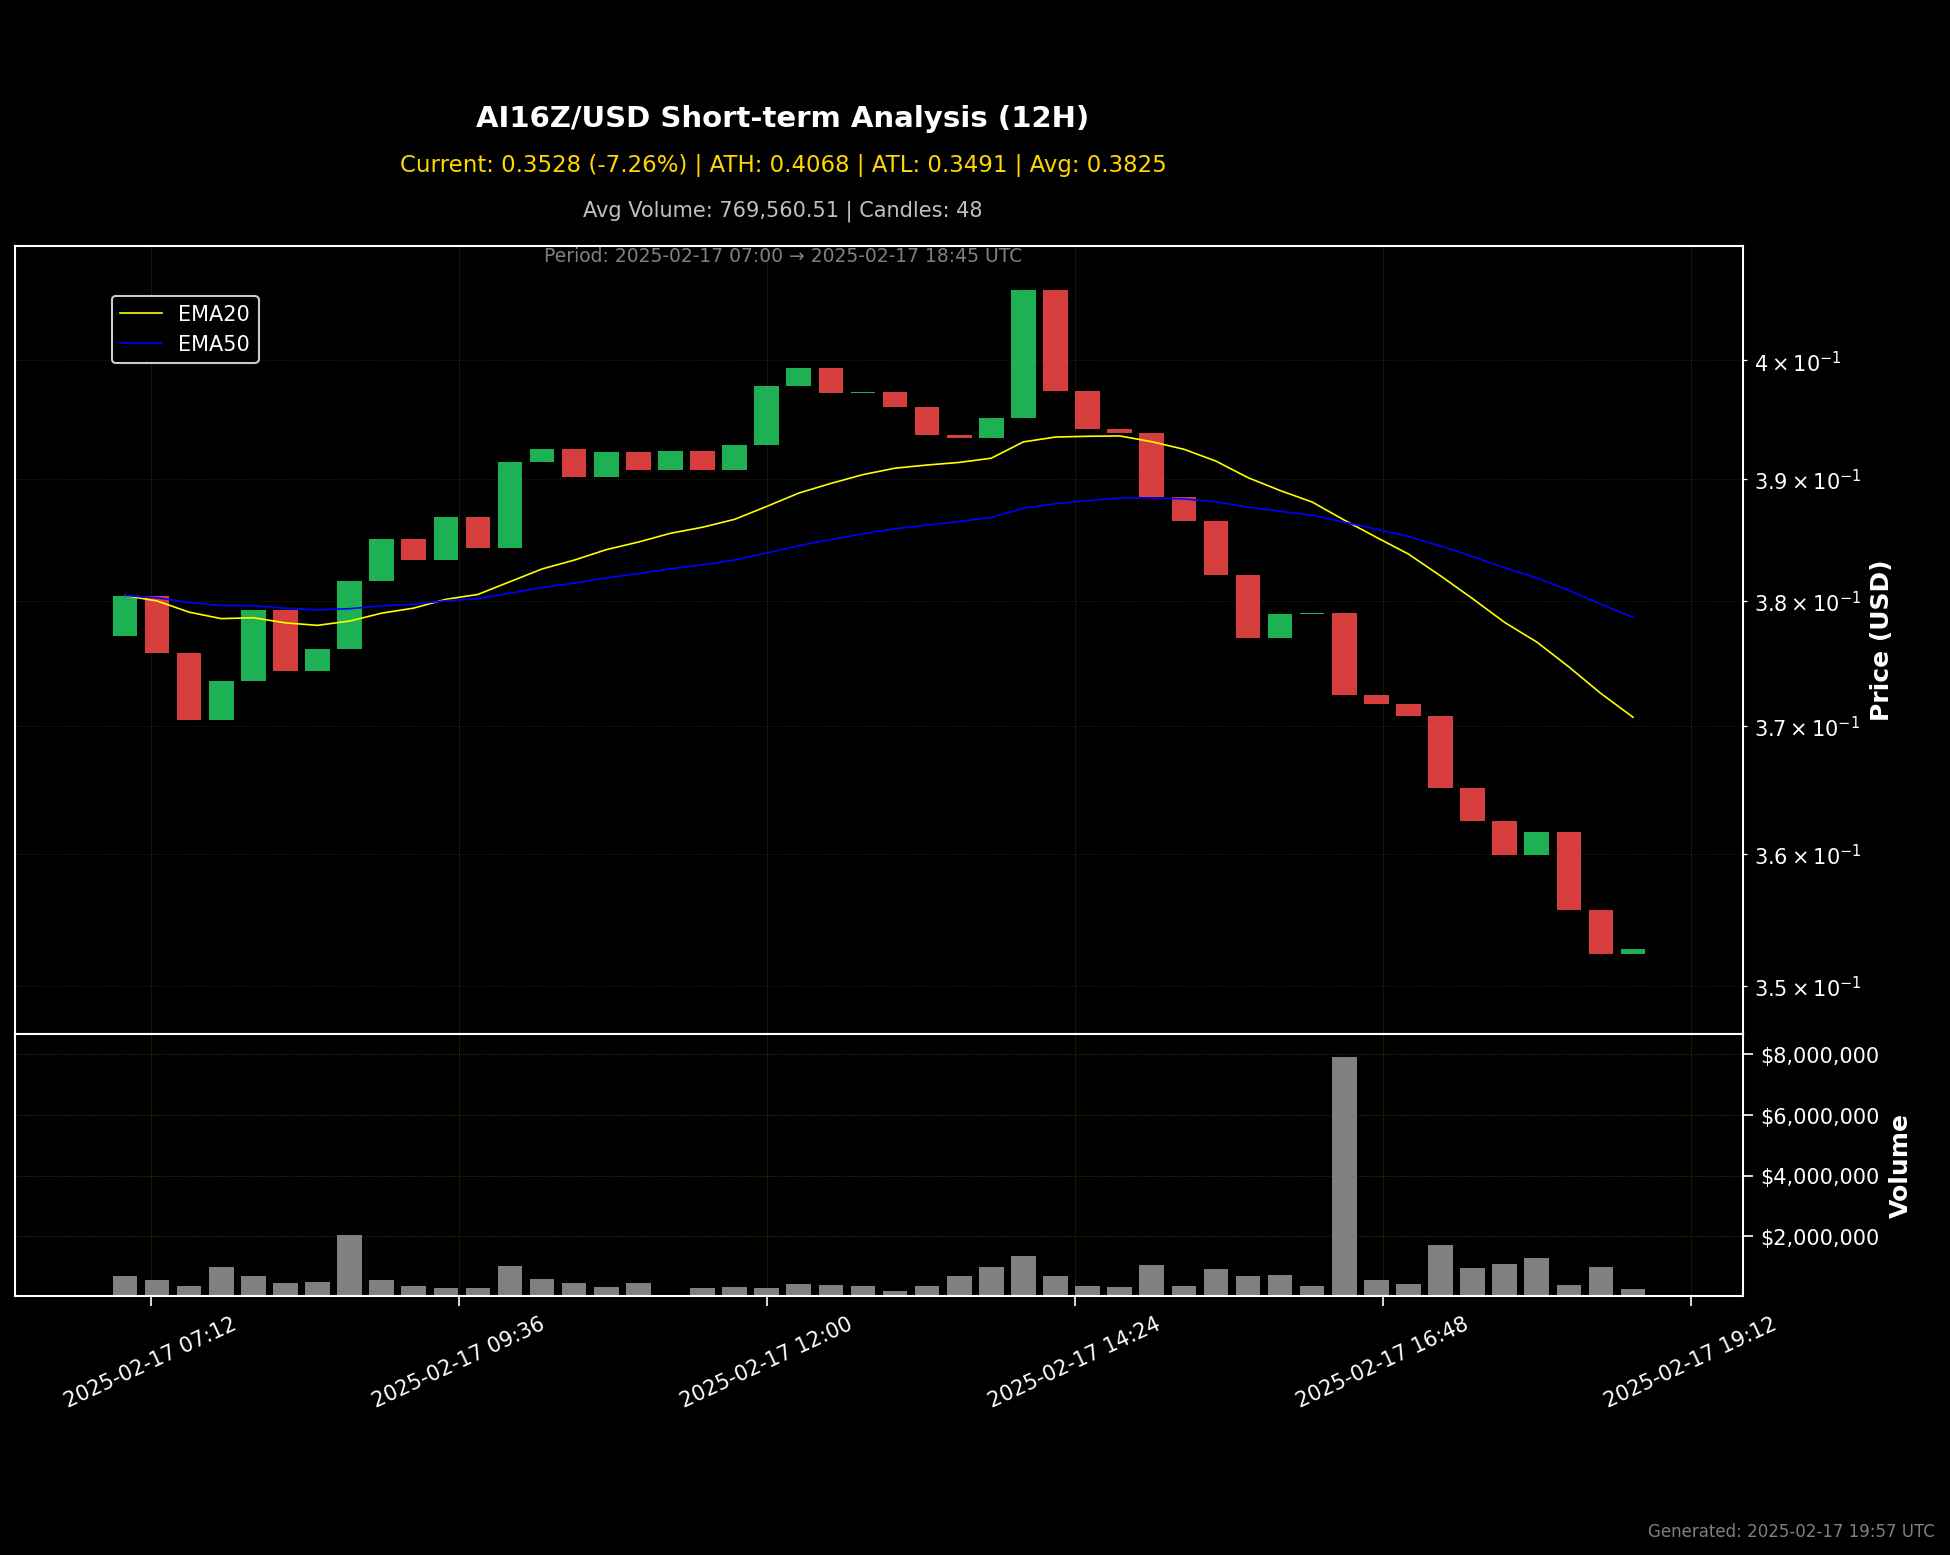 AI16Z/USD Short-term Analysis (12H)
Current: 0.3528 (-7.26%) | ATH: 0.4068 | ATL: 0.3491 | Avg: 0.3825
Avg Volume: 769,560.51 | Candles: 48
Period: 2025-02-17 07:00 → 2025-02-17 18:45 UTC
EMA20
EMA50
4 × 10⁻¹
3.9 × 10⁻¹
3.8 × 10⁻¹
3.7 × 10⁻¹
3.6 × 10⁻¹
3.5 × 10⁻¹
Price (USD)
$8,000,000
$6,000,000
$4,000,000
$2,000,000
Volume
2025-02-17 07:12
2025-02-17 09:36
2025-02-17 12:00
2025-02-17 14:24
2025-02-17 16:48
2025-02-17 19:12
Generated: 2025-02-17 19:57 UTC